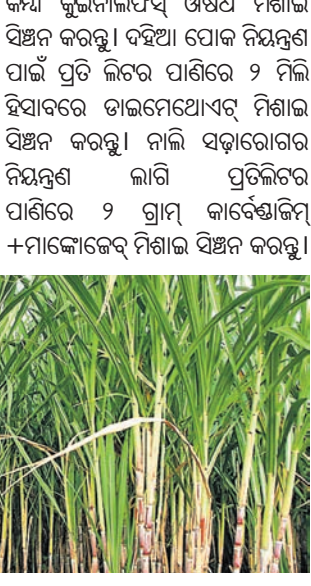 କିମ୍ବା କୁଇନାଲଫସ୍ ଔଷଧ ମିଶାଇ
ସିଞ୍ଚନ କରନ୍ତୁ। ଦହିଆ ପୋକ ନିୟନ୍ତ୍ରଣ
ପାଇଁ ପ୍ରତି ଲିଟର ପାଣିରେ ୨ ମିଲି
ହିସାବରେ ଡାଇମେଥୋଏଟ୍ ମିଶାଇ
ସିଞ୍ଚନ କରନ୍ତୁ। ନାଲି ସଢ଼ାରୋଗର
ନିୟନ୍ତ୍ରଣ ଲାଗି ପ୍ରତିଲିଟର
ପାଣିରେ ୨ ଗ୍ରାମ୍ କାର୍ବେଣ୍ଡାଜିମ୍
+ମାଙ୍କୋଜେବ୍ ମିଶାଇ ସିଞ୍ଚନ କରନ୍ତୁ।